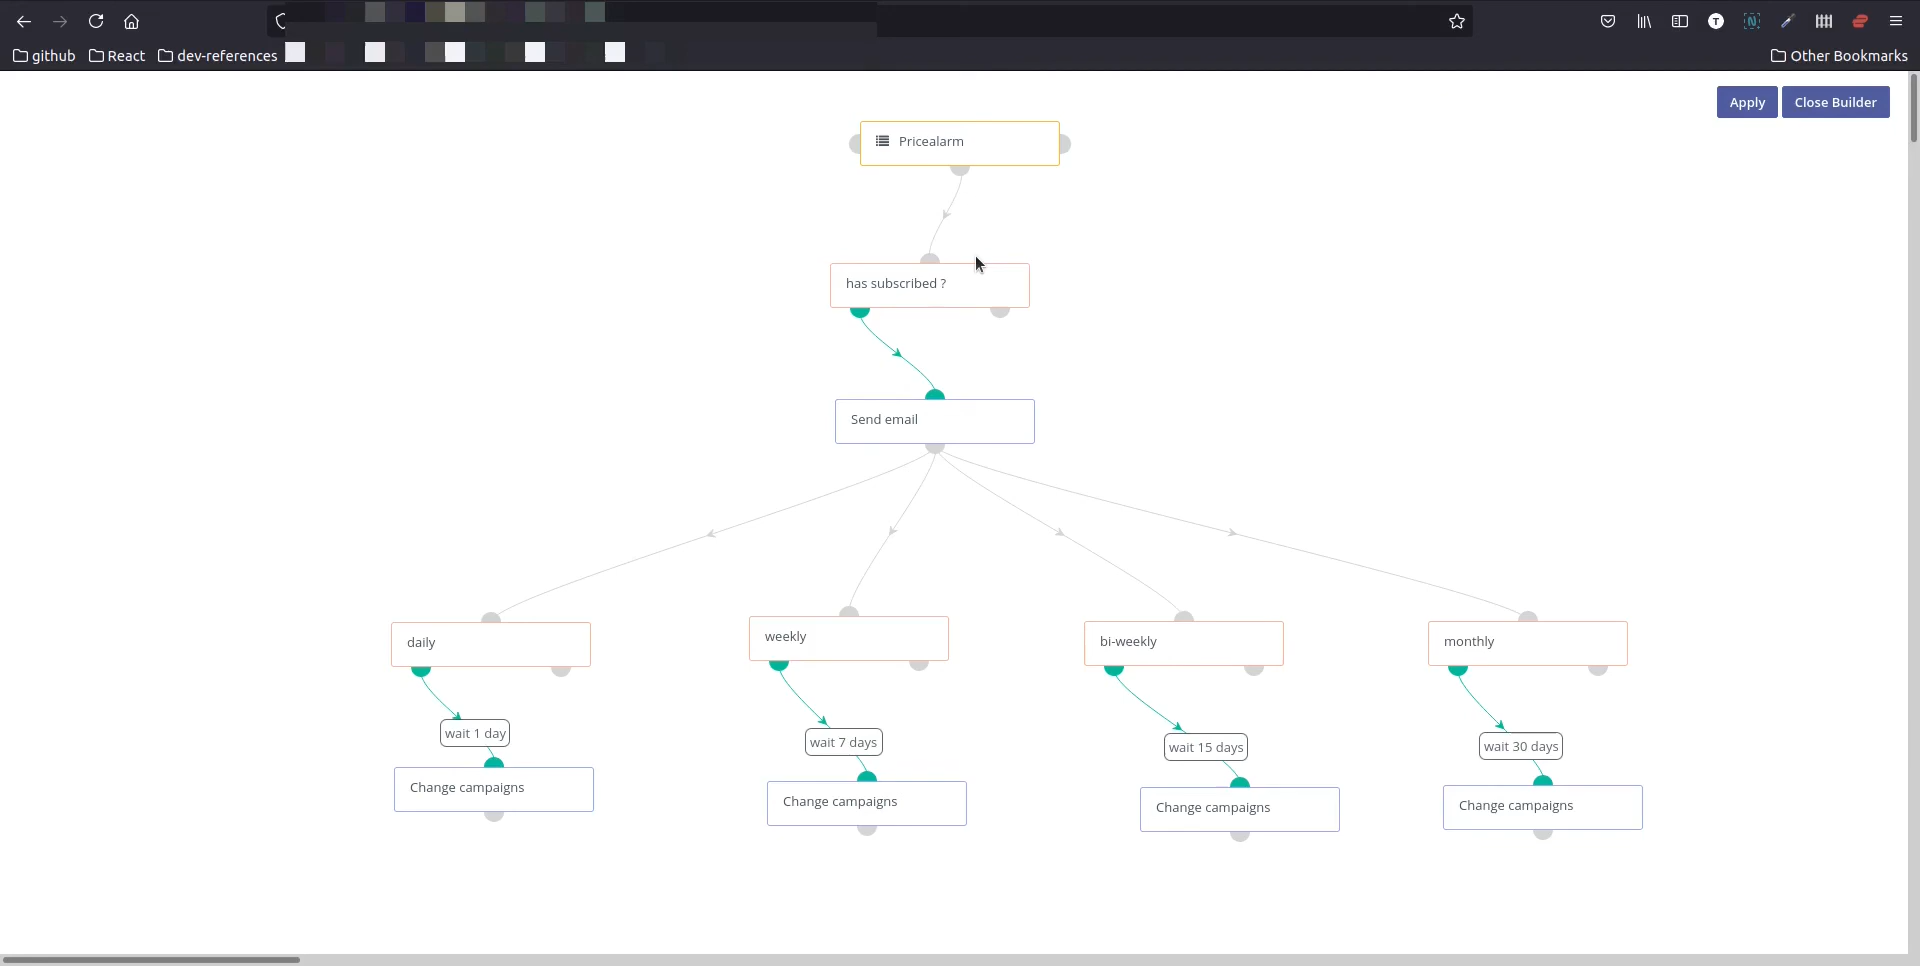 github React dev-references Other Bookmarks
Apply Close Builder
Pricealarm
has subscribed ?
Send email
daily weekly bi-weekly monthly
wait 1 day wait 7 days wait 15 days wait 30 days
Change campaigns Change campaigns Change campaigns Change campaigns